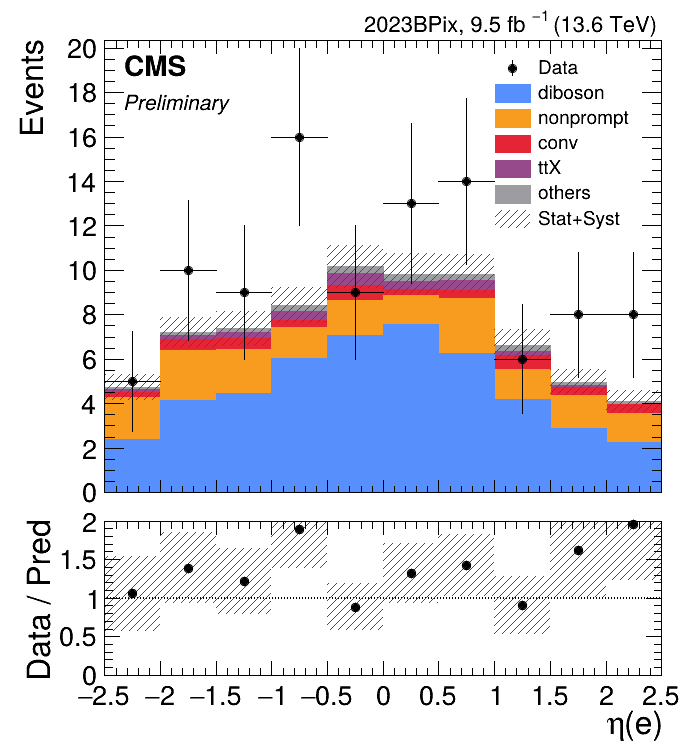 2023BPix, 9.5 fb⁻¹ (13.6 TeV)
CMS
Preliminary
Events
20
18
16
14
12
10
8
6
4
2
0
Data
diboson
nonprompt
conv
ttX
others
Stat+Syst
Data / Pred
2
1.5
1
0.5
0
−2.5 −2 −1.5 −1 −0.5 0 0.5 1 1.5 2 2.5
η(e)